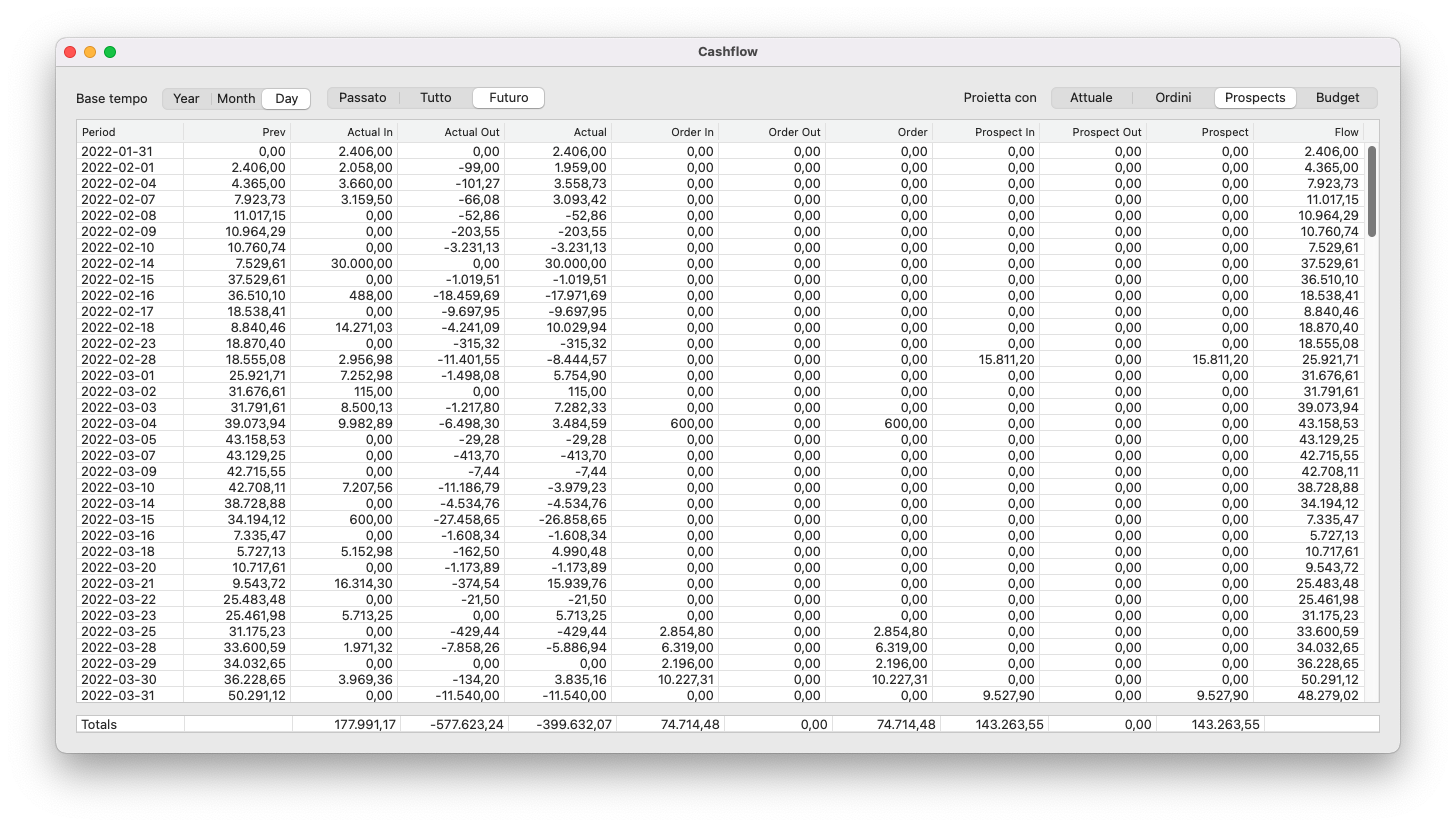 Cashflow
Base tempo Year Month Day Passato Tutto Futuro Proietta con Attuale Ordini Prospects Budget
Period Prev Actual In Actual Out Actual Order In Order Out Order Prospect In Prospect Out Prospect Flow
2022-01-31 0,00 2.406,00 0,00 2.406,00 0,00 0,00 0,00 0,00 0,00 0,00 2.406,00
2022-02-01 2.406,00 2.058,00 -99,00 1.959,00 0,00 0,00 0,00 0,00 0,00 0,00 4.365,00
2022-02-04 4.365,00 3.660,00 -101,27 3.558,73 0,00 0,00 0,00 0,00 0,00 0,00 7.923,73
2022-02-07 7.923,73 3.159,50 -66,08 3.093,42 0,00 0,00 0,00 0,00 0,00 0,00 11.017,15
2022-02-08 11.017,15 0,00 -52,86 -52,86 0,00 0,00 0,00 0,00 0,00 0,00 10.964,29
2022-02-09 10.964,29 0,00 -203,55 -203,55 0,00 0,00 0,00 0,00 0,00 0,00 10.760,74
2022-02-10 10.760,74 0,00 -3.231,13 -3.231,13 0,00 0,00 0,00 0,00 0,00 0,00 7.529,61
2022-02-14 7.529,61 30.000,00 0,00 30.000,00 0,00 0,00 0,00 0,00 0,00 0,00 37.529,61
2022-02-15 37.529,61 0,00 -1.019,51 -1.019,51 0,00 0,00 0,00 0,00 0,00 0,00 36.510,10
2022-02-16 36.510,10 488,00 -18.459,69 -17.971,69 0,00 0,00 0,00 0,00 0,00 0,00 18.538,41
2022-02-17 18.538,41 0,00 -9.697,95 -9.697,95 0,00 0,00 0,00 0,00 0,00 0,00 8.840,46
2022-02-18 8.840,46 14.271,03 -4.241,09 10.029,94 0,00 0,00 0,00 0,00 0,00 0,00 18.870,40
2022-02-23 18.870,40 0,00 -315,32 -315,32 0,00 0,00 0,00 0,00 0,00 0,00 18.555,08
2022-02-28 18.555,08 2.956,98 -11.401,55 -8.444,57 0,00 0,00 0,00 15.811,20 0,00 15.811,20 25.921,71
2022-03-01 25.921,71 7.252,98 -1.498,08 5.754,90 0,00 0,00 0,00 0,00 0,00 0,00 31.676,61
2022-03-02 31.676,61 115,00 0,00 115,00 0,00 0,00 0,00 0,00 0,00 0,00 31.791,61
2022-03-03 31.791,61 8.500,13 -1.217,80 7.282,33 0,00 0,00 0,00 0,00 0,00 0,00 39.073,94
2022-03-04 39.073,94 9.982,89 -6.498,30 3.484,59 600,00 0,00 600,00 0,00 0,00 0,00 43.158,53
2022-03-05 43.158,53 0,00 -29,28 -29,28 0,00 0,00 0,00 0,00 0,00 0,00 43.129,25
2022-03-07 43.129,25 0,00 -413,70 -413,70 0,00 0,00 0,00 0,00 0,00 0,00 42.715,55
2022-03-09 42.715,55 0,00 -7,44 -7,44 0,00 0,00 0,00 0,00 0,00 0,00 42.708,11
2022-03-10 42.708,11 7.207,56 -11.186,79 -3.979,23 0,00 0,00 0,00 0,00 0,00 0,00 38.728,88
2022-03-14 38.728,88 0,00 -4.534,76 -4.534,76 0,00 0,00 0,00 0,00 0,00 0,00 34.194,12
2022-03-15 34.194,12 600,00 -27.458,65 -26.858,65 0,00 0,00 0,00 0,00 0,00 0,00 7.335,47
2022-03-16 7.335,47 0,00 -1.608,34 -1.608,34 0,00 0,00 0,00 0,00 0,00 0,00 5.727,13
2022-03-18 5.727,13 5.152,98 -162,50 4.990,48 0,00 0,00 0,00 0,00 0,00 0,00 10.717,61
2022-03-20 10.717,61 0,00 -1.173,89 -1.173,89 0,00 0,00 0,00 0,00 0,00 0,00 9.543,72
2022-03-21 9.543,72 16.314,30 -374,54 15.939,76 0,00 0,00 0,00 0,00 0,00 0,00 25.483,48
2022-03-22 25.483,48 0,00 -21,50 -21,50 0,00 0,00 0,00 0,00 0,00 0,00 25.461,98
2022-03-23 25.461,98 5.713,25 0,00 5.713,25 0,00 0,00 0,00 0,00 0,00 0,00 31.175,23
2022-03-25 31.175,23 0,00 -429,44 -429,44 2.854,80 0,00 2.854,80 0,00 0,00 0,00 33.600,59
2022-03-28 33.600,59 1.971,32 -7.858,26 -5.886,94 6.319,00 0,00 6.319,00 0,00 0,00 0,00 34.032,65
2022-03-29 34.032,65 0,00 0,00 0,00 2.196,00 0,00 2.196,00 0,00 0,00 0,00 36.228,65
2022-03-30 36.228,65 3.969,36 -134,20 3.835,16 10.227,31 0,00 10.227,31 0,00 0,00 0,00 50.291,12
2022-03-31 50.291,12 0,00 -11.540,00 -11.540,00 0,00 0,00 0,00 9.527,90 0,00 9.527,90 48.279,02
Totals 177.991,17 -577.623,24 -399.632,07 74.714,48 0,00 74.714,48 143.263,55 0,00 143.263,55